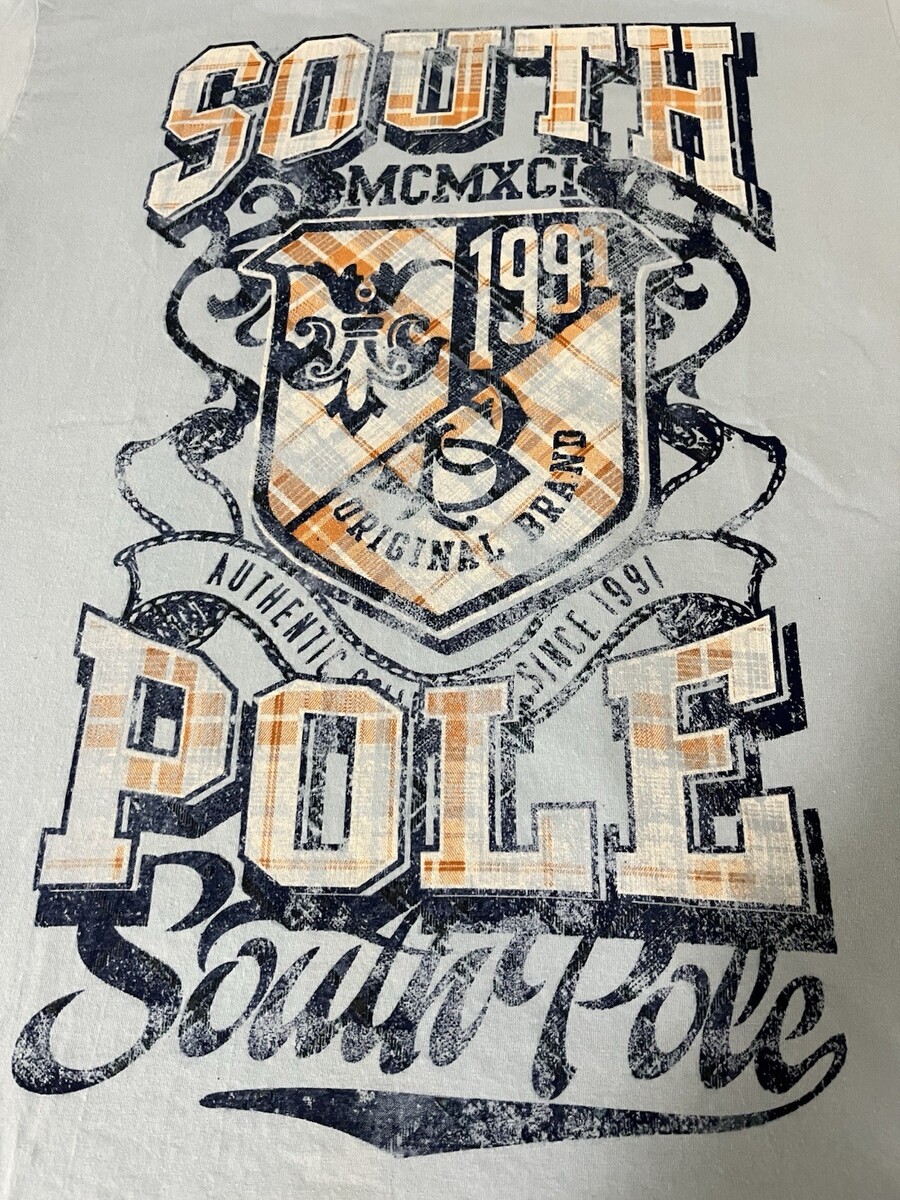 SOUTH
MCMXCI
1991
ORIGINAL BRAND
AUTHENTIC
SINCE 1991
POLE
South Pole